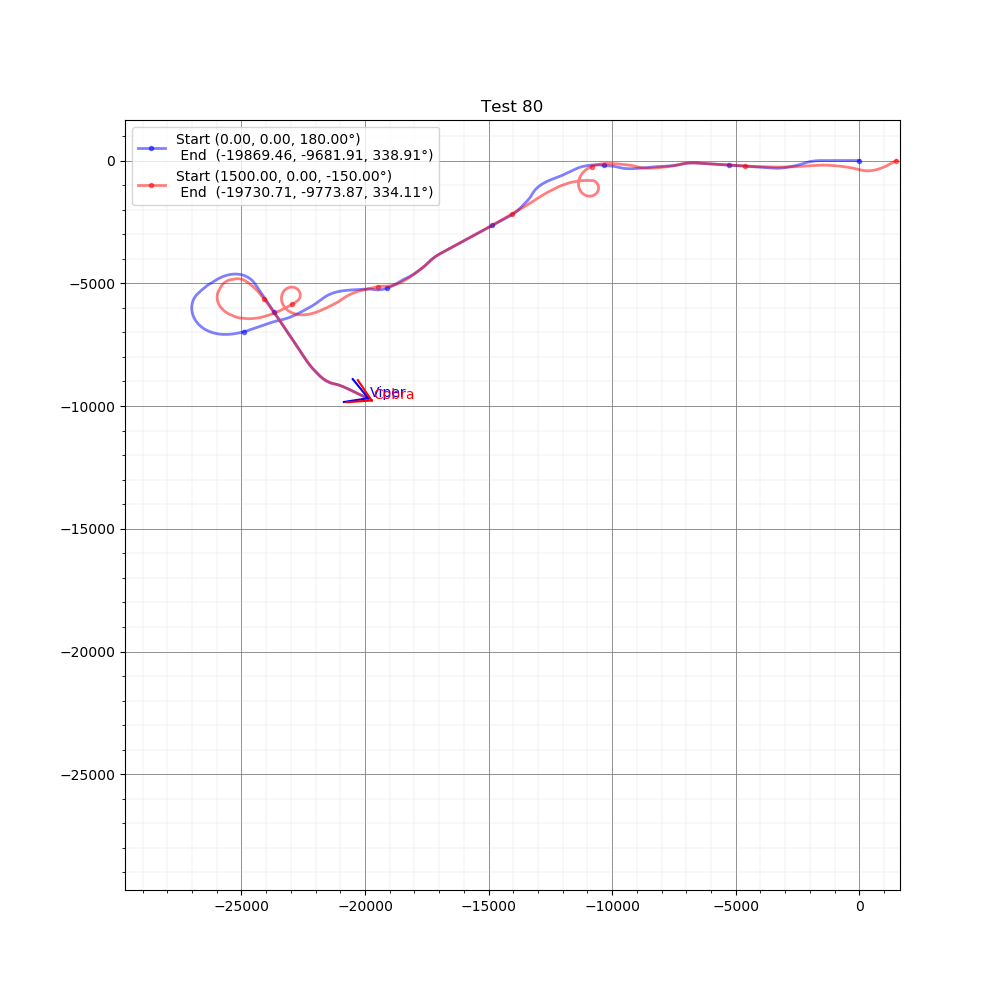 Test 80
Start (0.00, 0.00, 180.00°)
End  (-19869.46, -9681.91, 338.91°)
Start (1500.00, 0.00, -150.00°)
End  (-19730.71, -9773.87, 334.11°)
0
−5000
−10000
−15000
−20000
−25000
Viper
Cobra
−25000 −20000 −15000 −10000 −5000 0